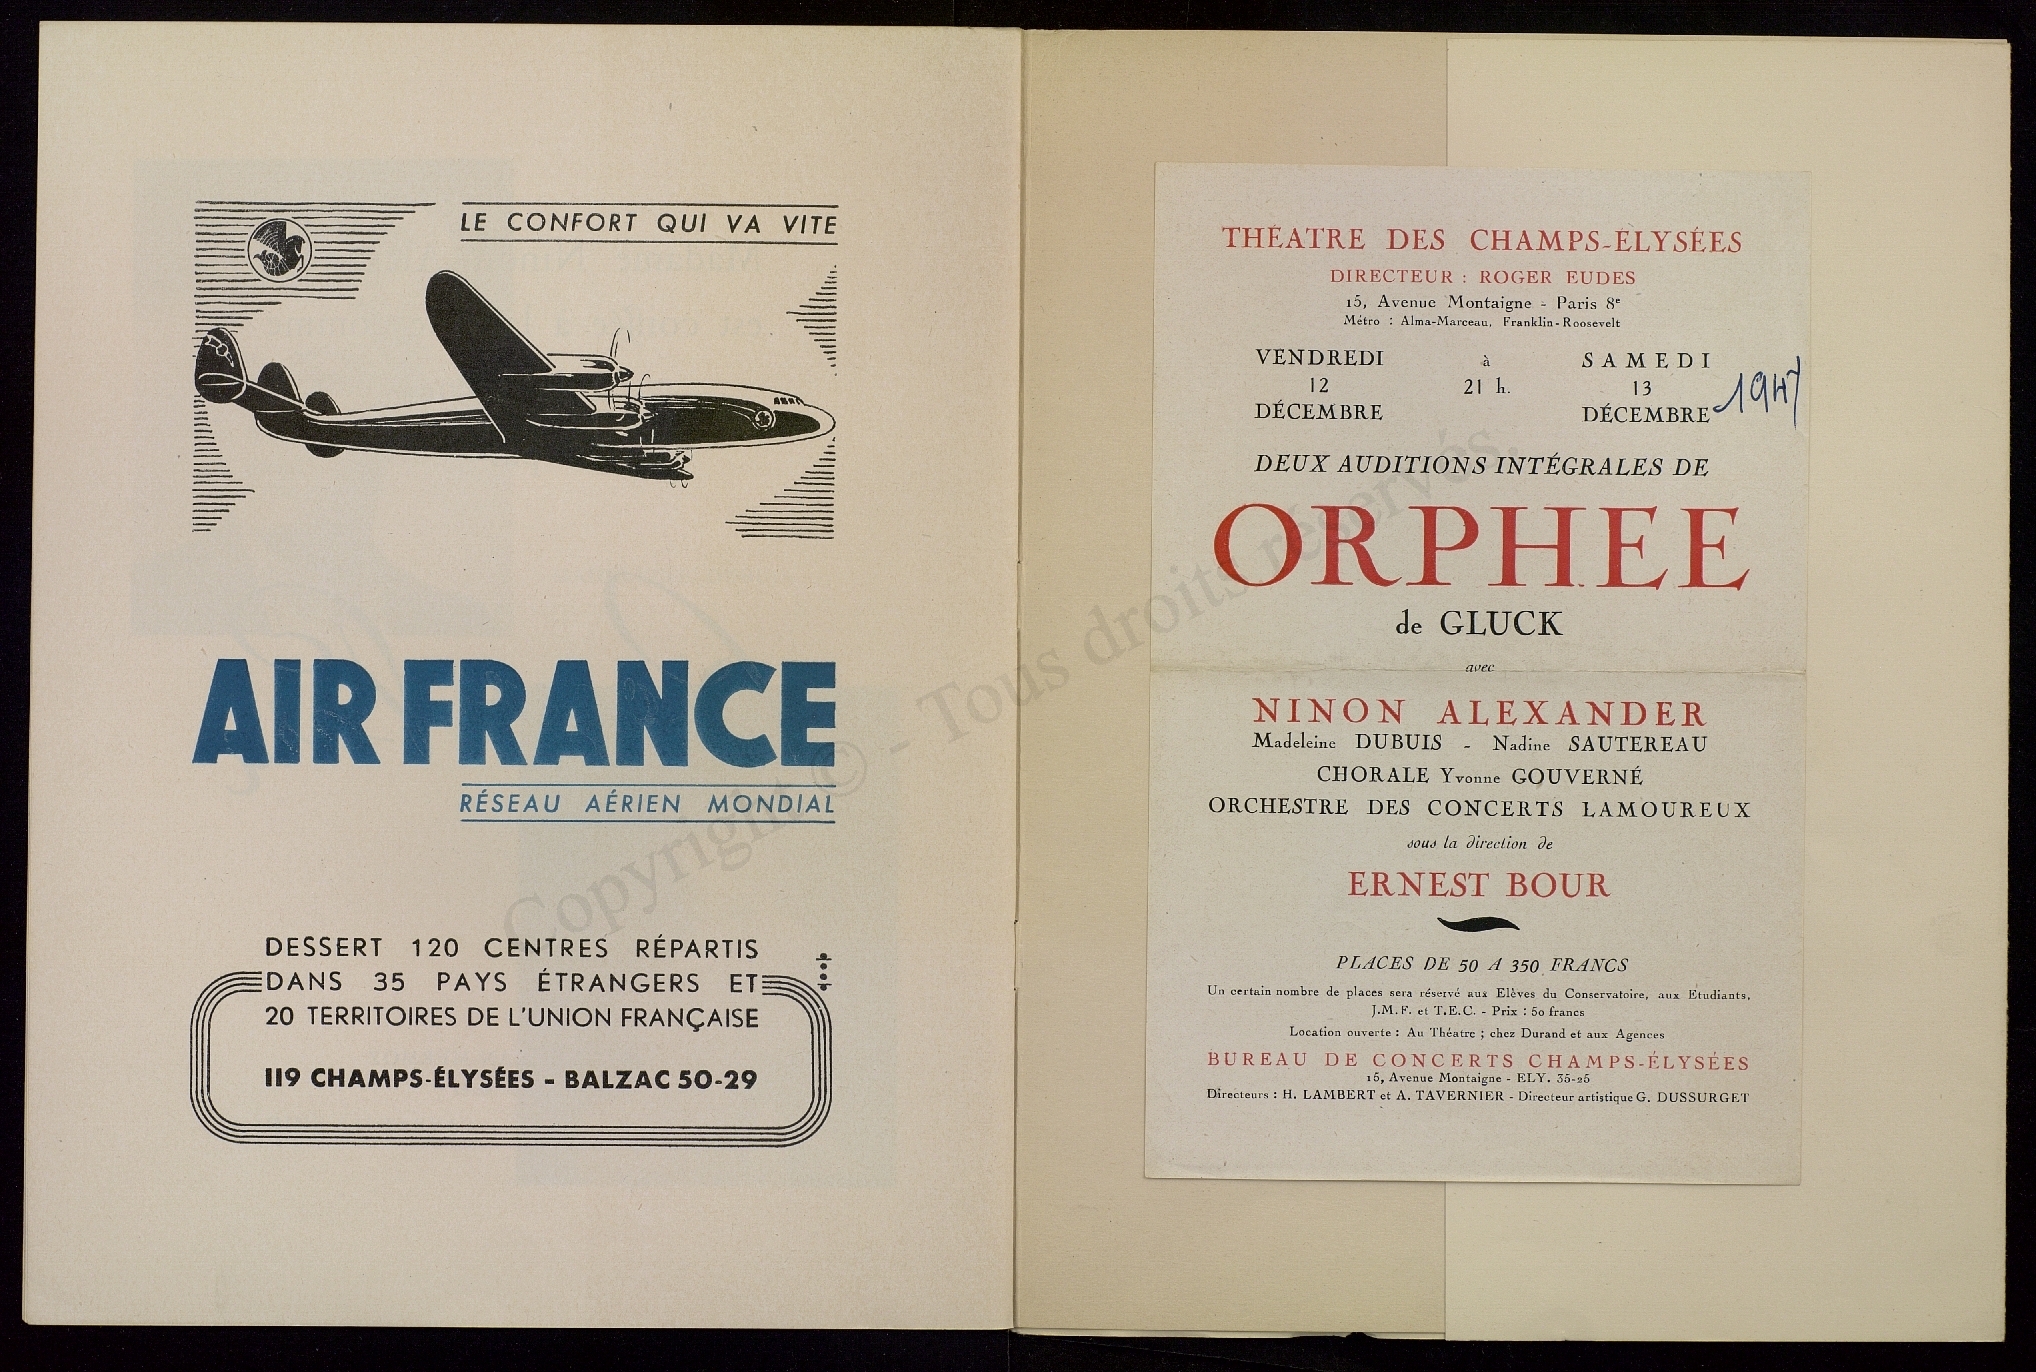 LE CONFORT QUI VA VITE
AIR FRANCE
RÉSEAU AÉRIEN MONDIAL
DESSERT 120 CENTRES RÉPARTIS
DANS 35 PAYS ÉTRANGERS ET
20 TERRITOIRES DE L'UNION FRANÇAISE
119 CHAMPS-ÉLYSÉES - BALZAC 50-29
THÉATRE DES CHAMPS-ÉLYSÉES
DIRECTEUR : ROGER EUDES
15, Avenue Montaigne - Paris 8e
Métro : Alma-Marceau, Franklin-Roosevelt
VENDREDI à SAMEDI
12 21 h. 13
DÉCEMBRE DÉCEMBRE 1947
DEUX AUDITIONS INTÉGRALES DE
ORPHEE
de GLUCK
avec
NINON ALEXANDER
Madeleine DUBUIS - Nadine SAUTEREAU
CHORALE Yvonne GOUVERNÉ
ORCHESTRE DES CONCERTS LAMOUREUX
sous la direction de
ERNEST BOUR
PLACES DE 50 A 350 FRANCS
Un certain nombre de places sera réservé aux Elèves du Conservatoire, aux Etudiants,
J.M.F. et T.E.C. - Prix : 50 francs
Location ouverte : Au Théatre ; chez Durand et aux Agences
BUREAU DE CONCERTS CHAMPS-ÉLYSÉES
15, Avenue Montaigne - ELY. 35-25
Directeurs : H. LAMBERT et A. TAVERNIER - Directeur artistique G. DUSSURGET
Copyright © - Tous droits réservés.